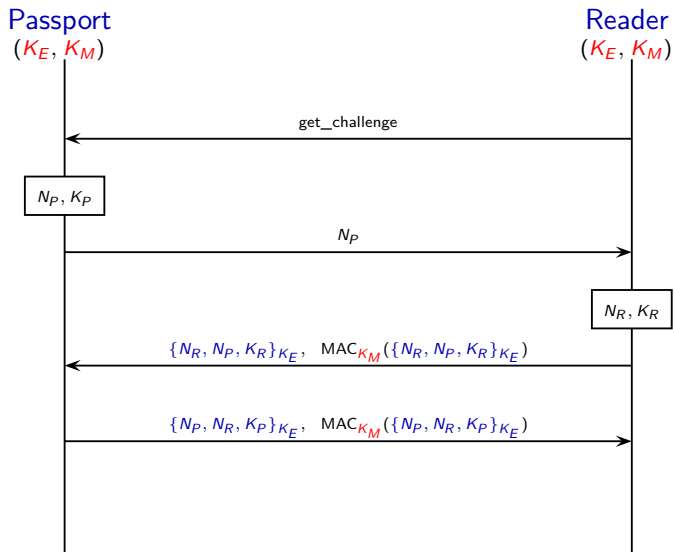 Passport Reader
(K_E, K_M) (K_E, K_M)
get_challenge
N_P, K_P
N_P
N_R, K_R
{N_R, N_P, K_R}_{K_E}, MAC_{K_M}({N_R, N_P, K_R}_{K_E})
{N_P, N_R, K_P}_{K_E}, MAC_{K_M}({N_P, N_R, K_P}_{K_E})